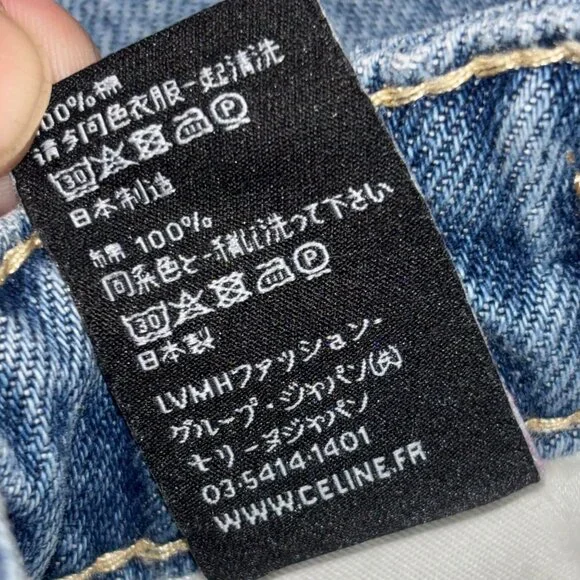 100%棉
请与同色衣服一起清洗
30 P
日本制造
綿 100%
同系色と一緒に洗って下さい
30 P
日本製
LVMHファッション・
グループ・ジャパン(株)
セリーヌジャパン
03-5414-1401
WWW.CELINE.FR